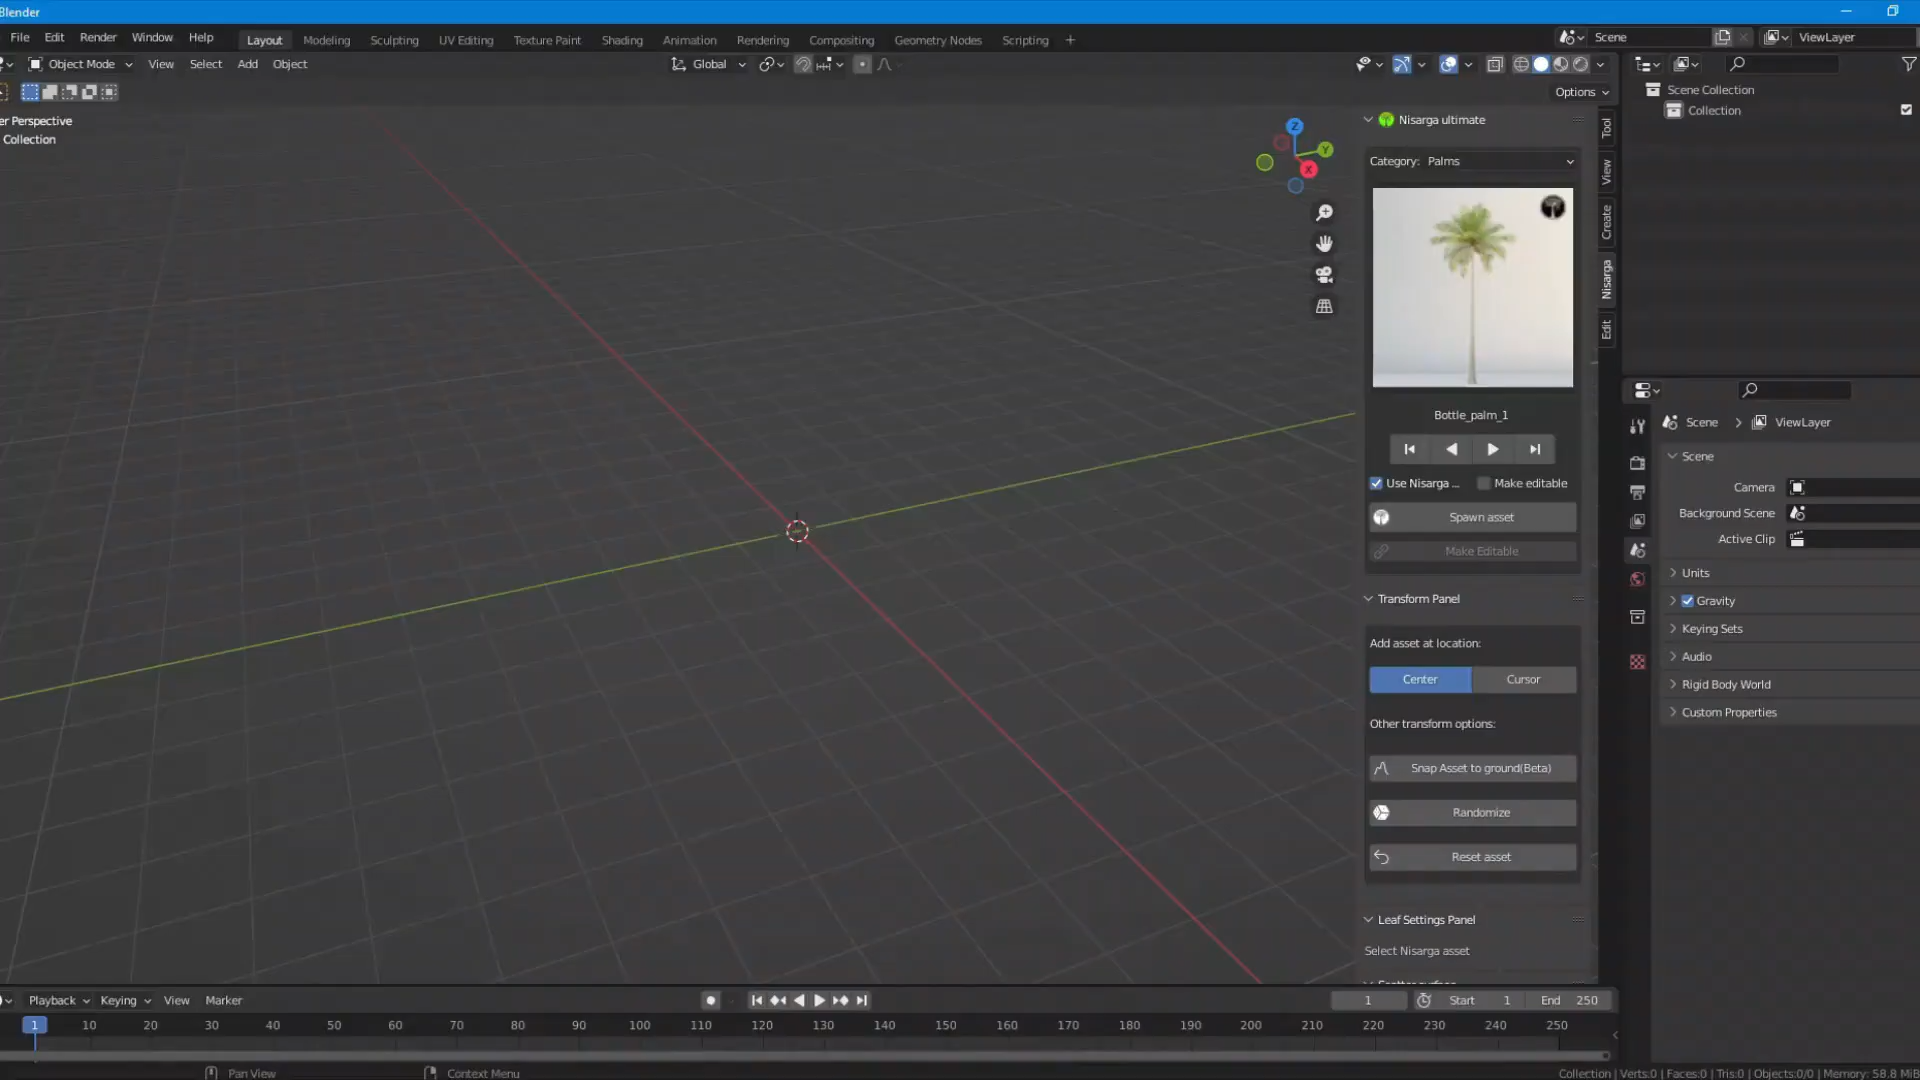 Blender
File Edit Render Window Help Layout Modeling Sculpting UV Editing Texture Paint Shading Animation Rendering Compositing Geometry Nodes Scripting + Scene ViewLayer
Object Mode View Select Add Object Global
Options
er Perspective
Collection
Z
Y
X
Nisarga ultimate
Category: Palms
Bottle_palm_1
Use Nisarga ... Make editable
Spawn asset
Make Editable
Transform Panel
Add asset at location:
Center Cursor
Other transform options:
Snap Asset to ground(Beta)
Randomize
Reset asset
Leaf Settings Panel
Select Nisarga asset
Tool
View
Create
Nisarga
Edit
Scene Collection
Collection
Scene > ViewLayer
Scene
Camera
Background Scene
Active Clip
Units
Gravity
Keying Sets
Audio
Rigid Body World
Custom Properties
Playback Keying View Marker 1 Start 1 End 250
1 10 20 30 40 50 60 70 80 90 100 110 120 130 140 150 160 170 180 190 200 210 220 230 240 250
Pan View Context Menu Collection | Verts:0 | Faces:0 | Tris:0 | Objects:0/0 | Memory: 58.8 MiB